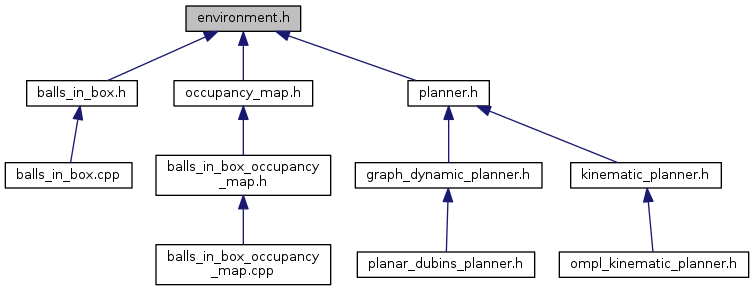 environment.h
balls_in_box.h
occupancy_map.h
planner.h
balls_in_box.cpp
balls_in_box_occupancy
_map.h
graph_dynamic_planner.h
kinematic_planner.h
balls_in_box_occupancy
_map.cpp
planar_dubins_planner.h
ompl_kinematic_planner.h